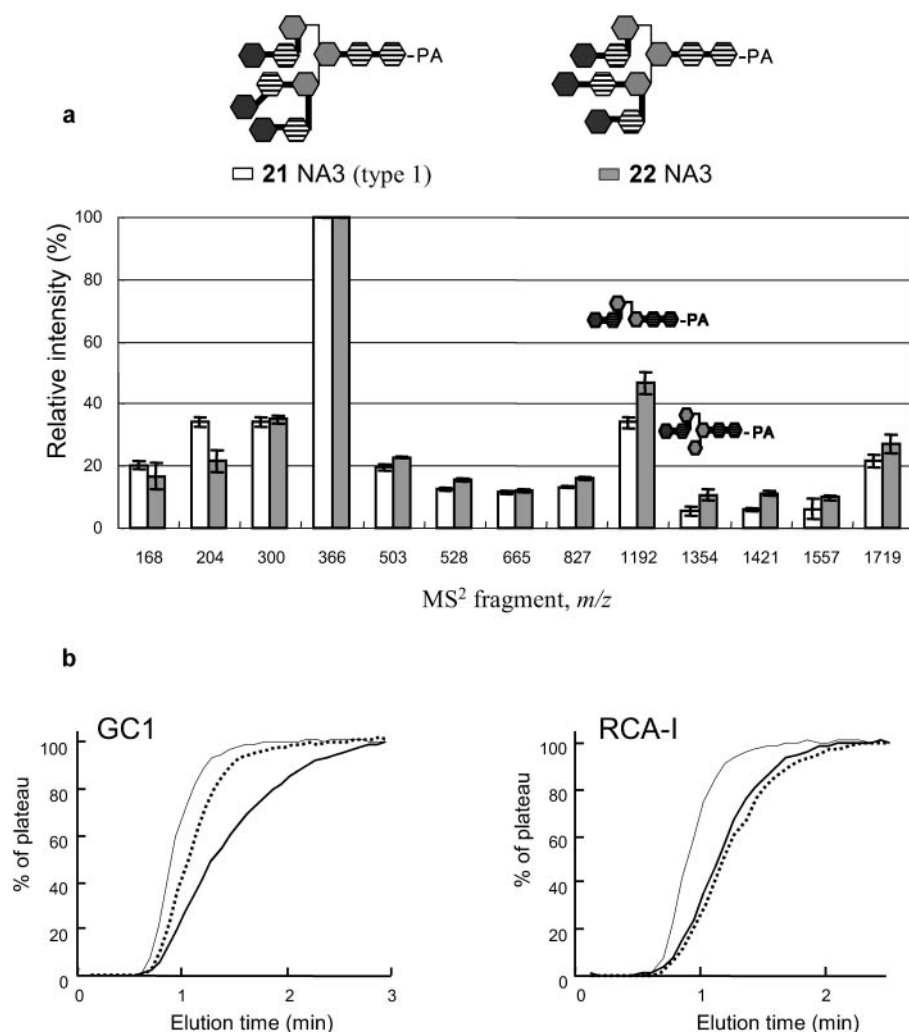 -PA
-PA
a
21 NA3 (type 1)
22 NA3
Relative intensity (%)
100
80
60
40
20
0
-PA
-PA
168 204 300 366 503 528 665 827 1192 1354 1421 1557 1719
MS² fragment, m/z
b
GC1
% of plateau
100
80
60
40
20
0
0 1 2 3
Elution time (min)
RCA-I
% of plateau
100
80
60
40
20
0
0 1 2
Elution time (min)